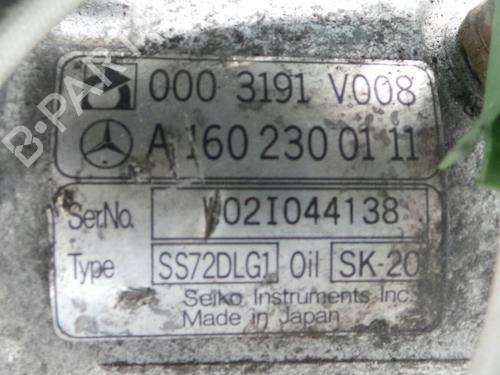 000 3191 V008
A 160 230 01 11
Ser.No. W02I044138
Type SS72DLG1 Oil SK-20
Seiko Instruments Inc.
Made in Japan
B-PARTS